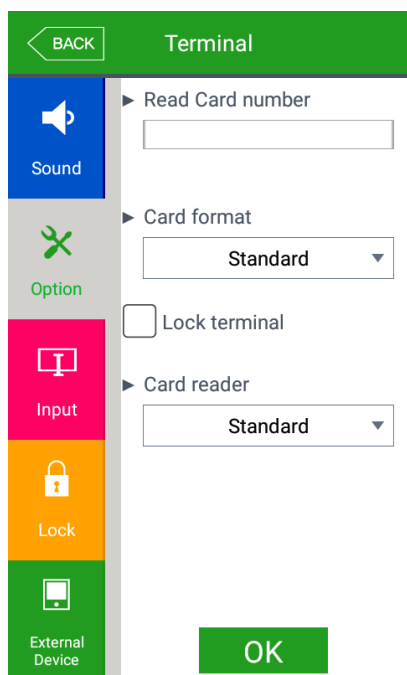 BACK
Terminal
Sound
Option
Input
Lock
External
Device
► Read Card number
► Card format
Standard
Lock terminal
► Card reader
Standard
OK